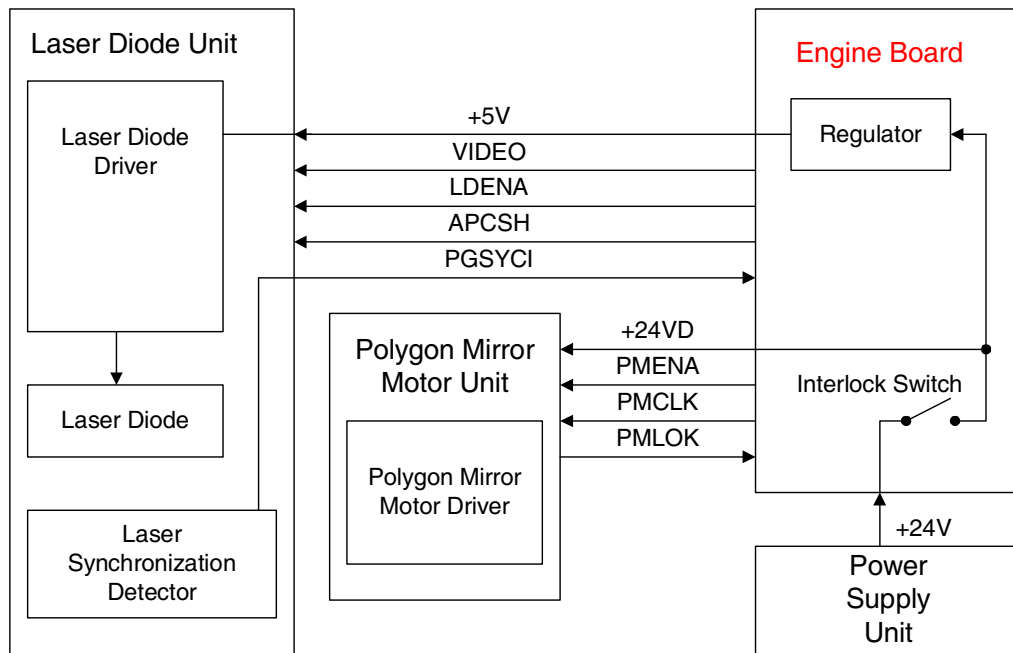 Laser Diode Unit
Laser Diode
Driver
Laser Diode
Laser
Synchronization
Detector
+5V
VIDEO
LDENA
APCSH
PGSYCI
Polygon Mirror
Motor Unit
Polygon Mirror
Motor Driver
+24VD
PMENA
PMCLK
PMLOK
Engine Board
Regulator
Interlock Switch
+24V
Power
Supply
Unit